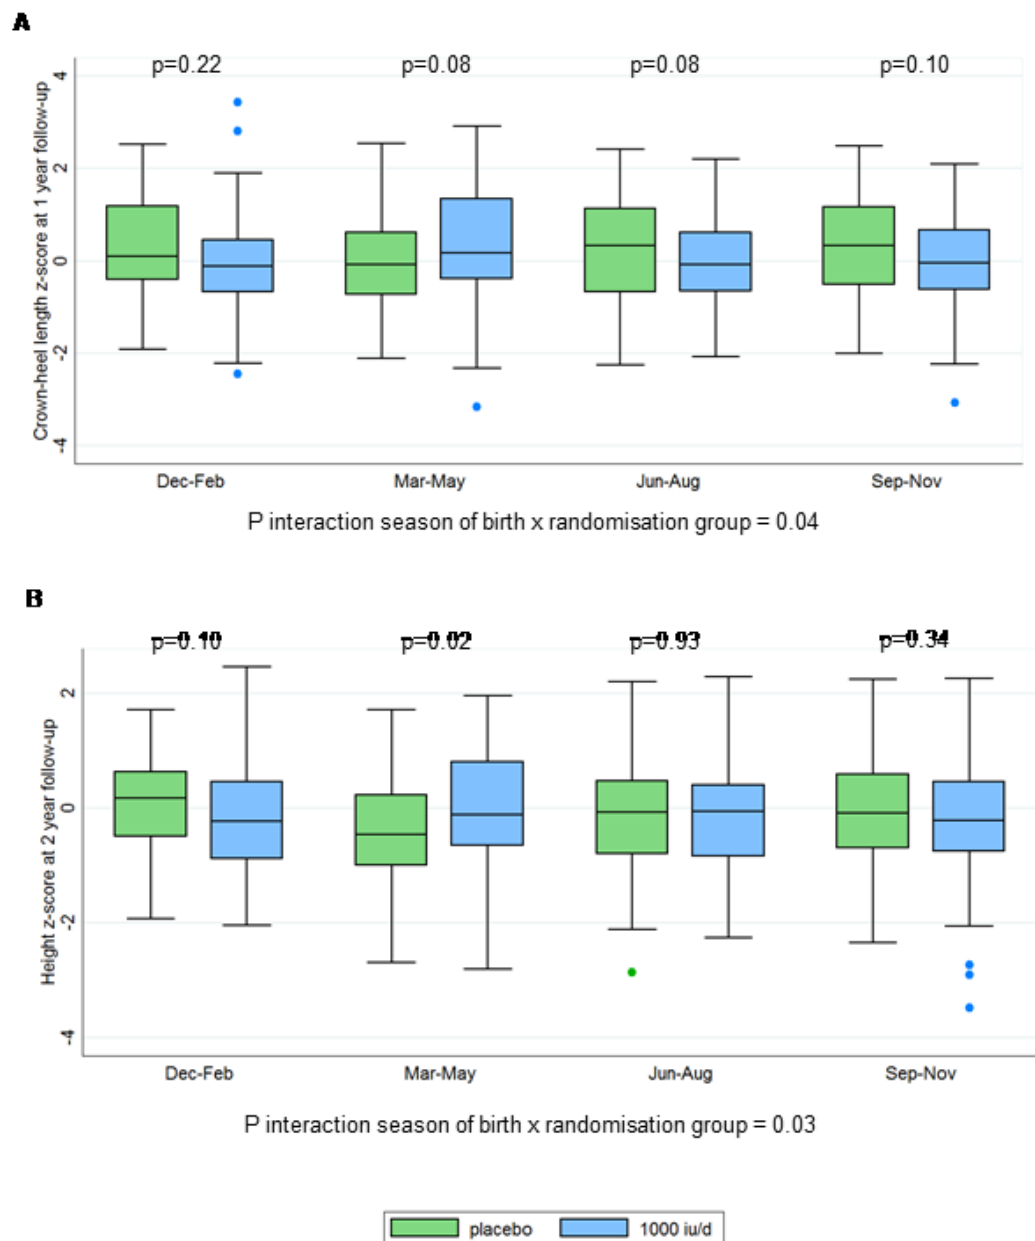 A
p=0.22 p=0.08 p=0.08 p=0.10
Crown-heel length z-score at 1 year follow-up
4
2
0
-2
-4
Dec-Feb Mar-May Jun-Aug Sep-Nov
P interaction season of birth x randomisation group = 0.04
B
p=0.10 p=0.02 p=0.93 p=0.34
Height z-score at 2 year follow-up
2
0
-2
-4
Dec-Feb Mar-May Jun-Aug Sep-Nov
P interaction season of birth x randomisation group = 0.03
placebo 1000 iu/d